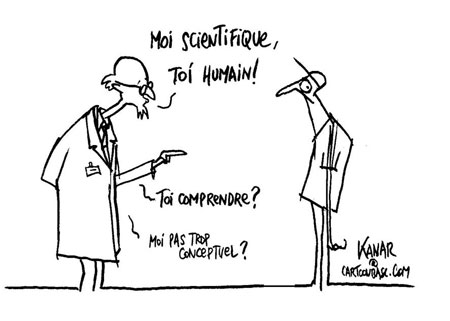 MOI SCIENTIFIQUE,
TOI HUMAIN!
TOI COMPRENDRE?
MOI PAS TROP
CONCEPTUEL?
KANAR
@
CARTOONBASE.COM